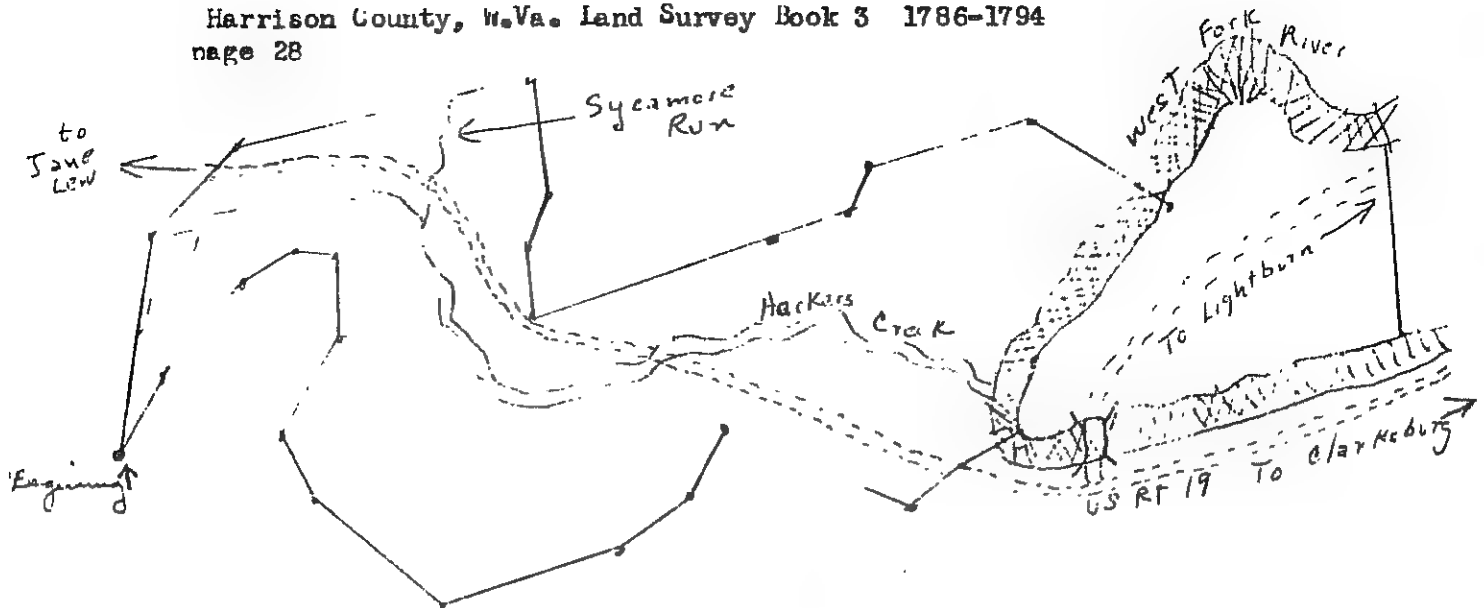 Harrison County, W.Va. Land Survey Book 3 1786-1794
page 28
West Fork River
Sycamore
Run
to
Jane
Lew
Hackers Creek
To Lightburn
Beginning
US RT 19 To Clarksburg